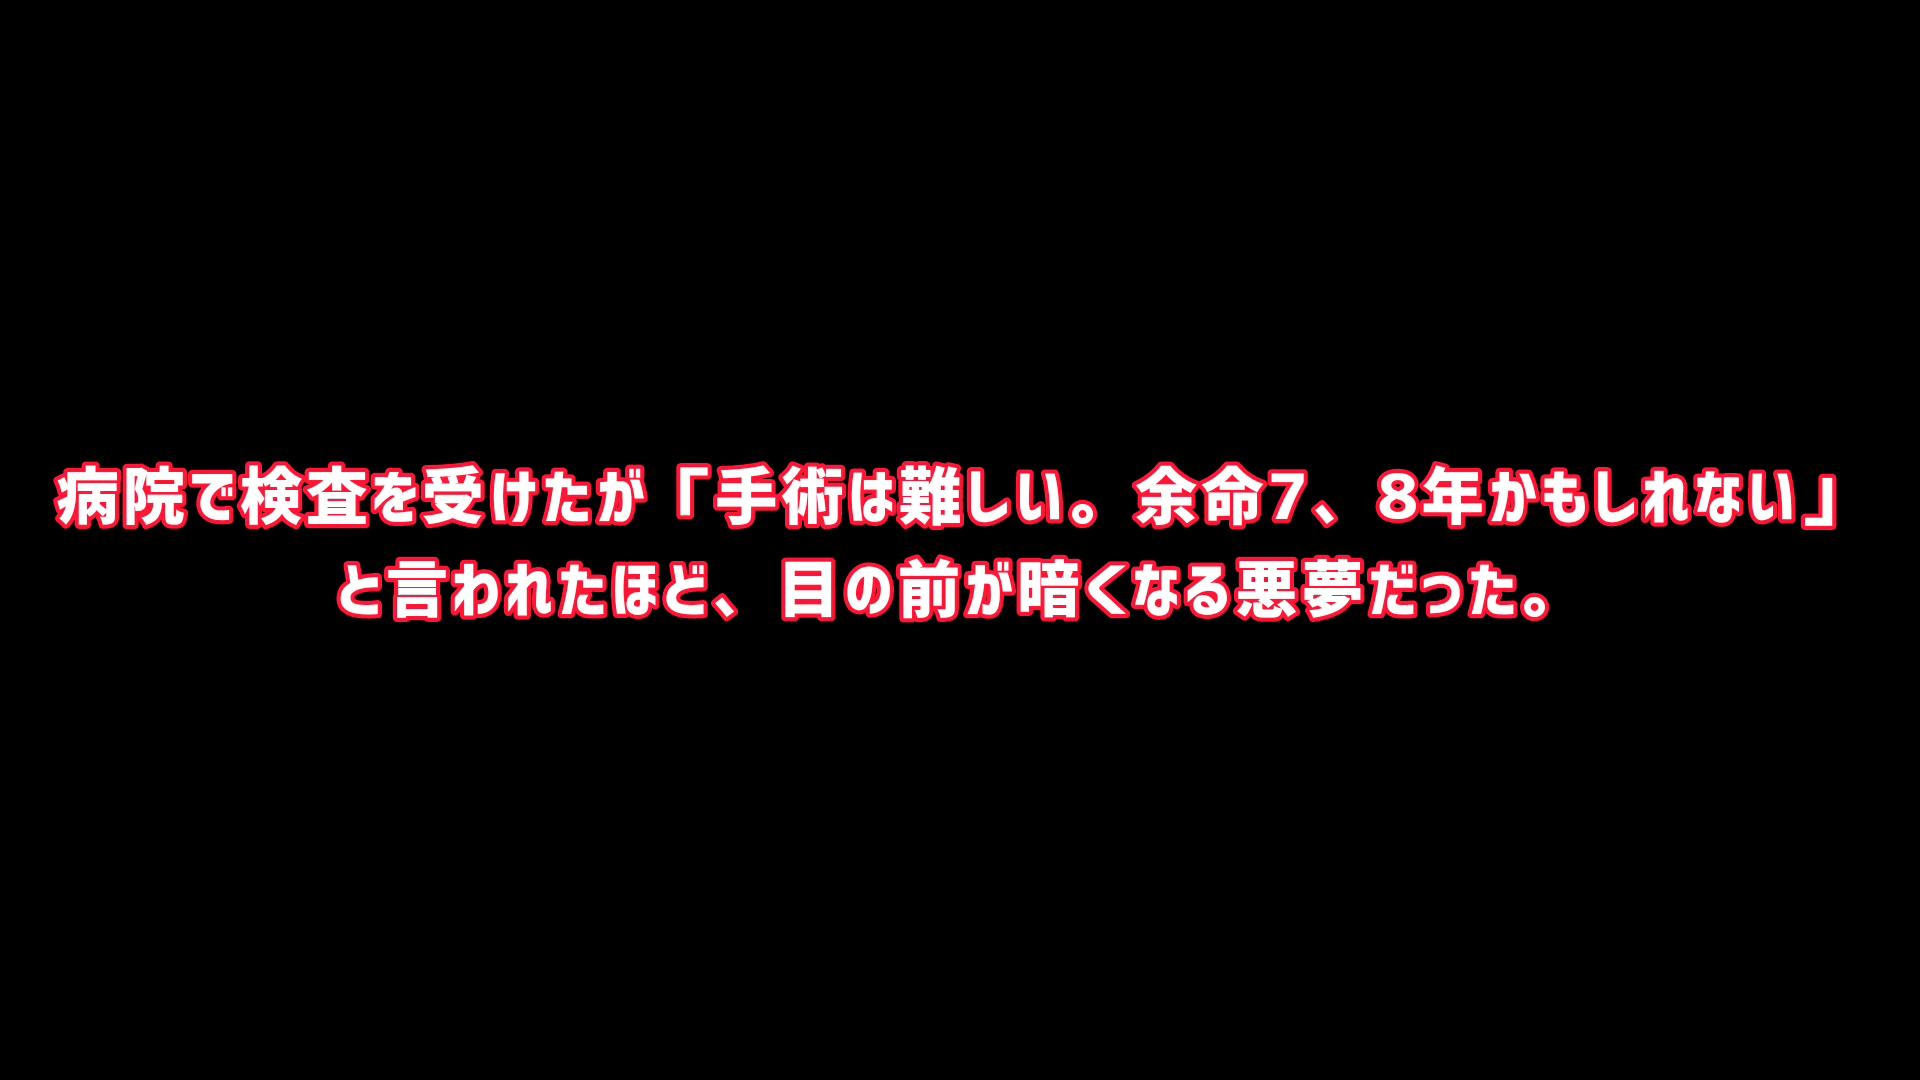 病院で検査を受けたが「手術は難しい。余命7、8年かもしれない」
と言われたほど、目の前が暗くなる悪夢だった。